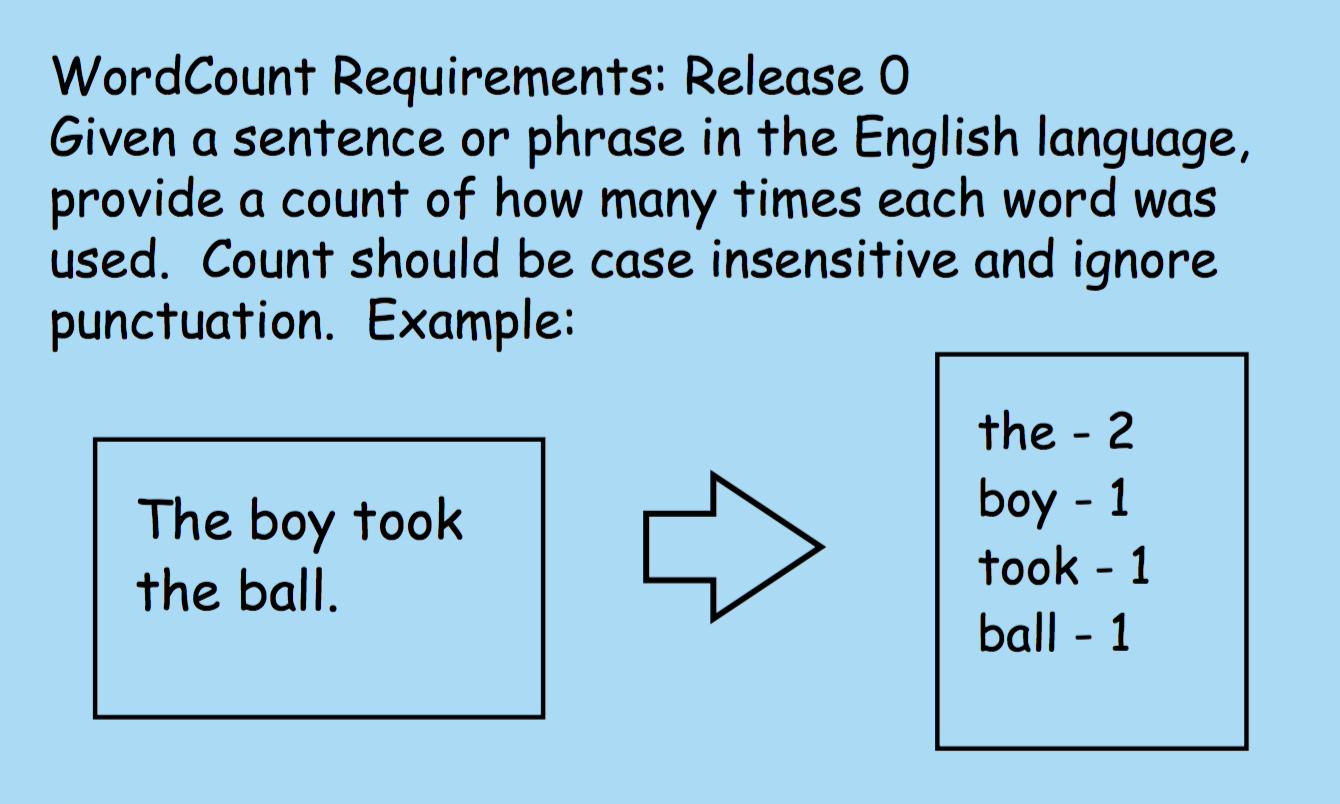 WordCount Requirements: Release 0
Given a sentence or phrase in the English language,
provide a count of how many times each word was
used.  Count should be case insensitive and ignore
punctuation.  Example:
The boy took
the ball.
the - 2
boy - 1
took - 1
ball - 1